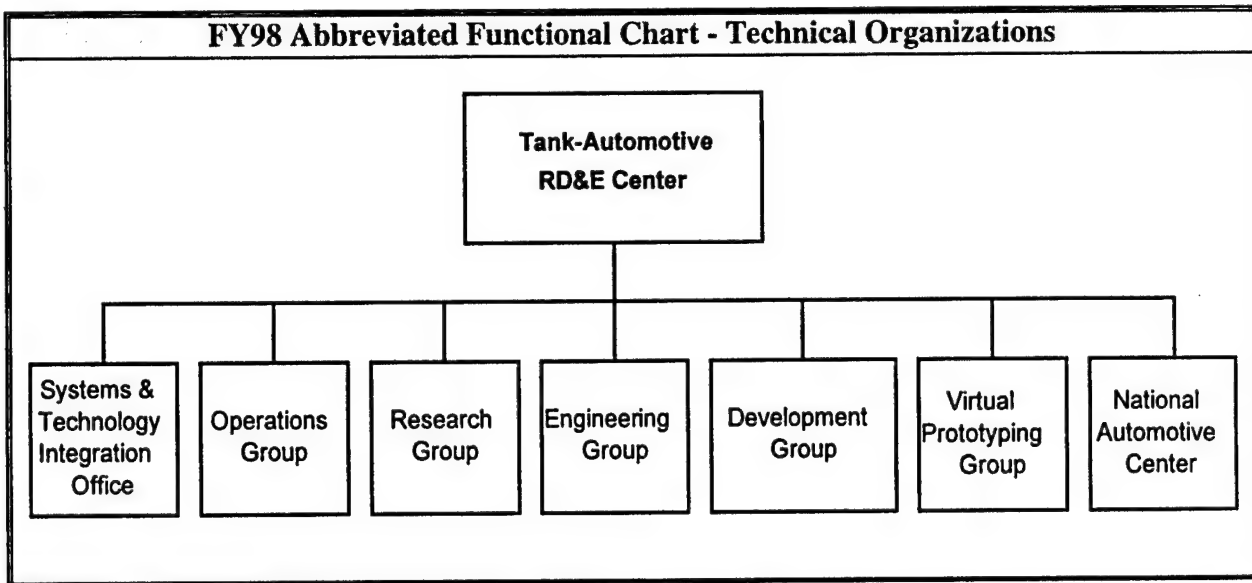 FY98 Abbreviated Functional Chart - Technical Organizations
Tank-Automotive
RD&E Center
Systems &
Technology
Integration
Office
Operations
Group
Research
Group
Engineering
Group
Development
Group
Virtual
Prototyping
Group
National
Automotive
Center